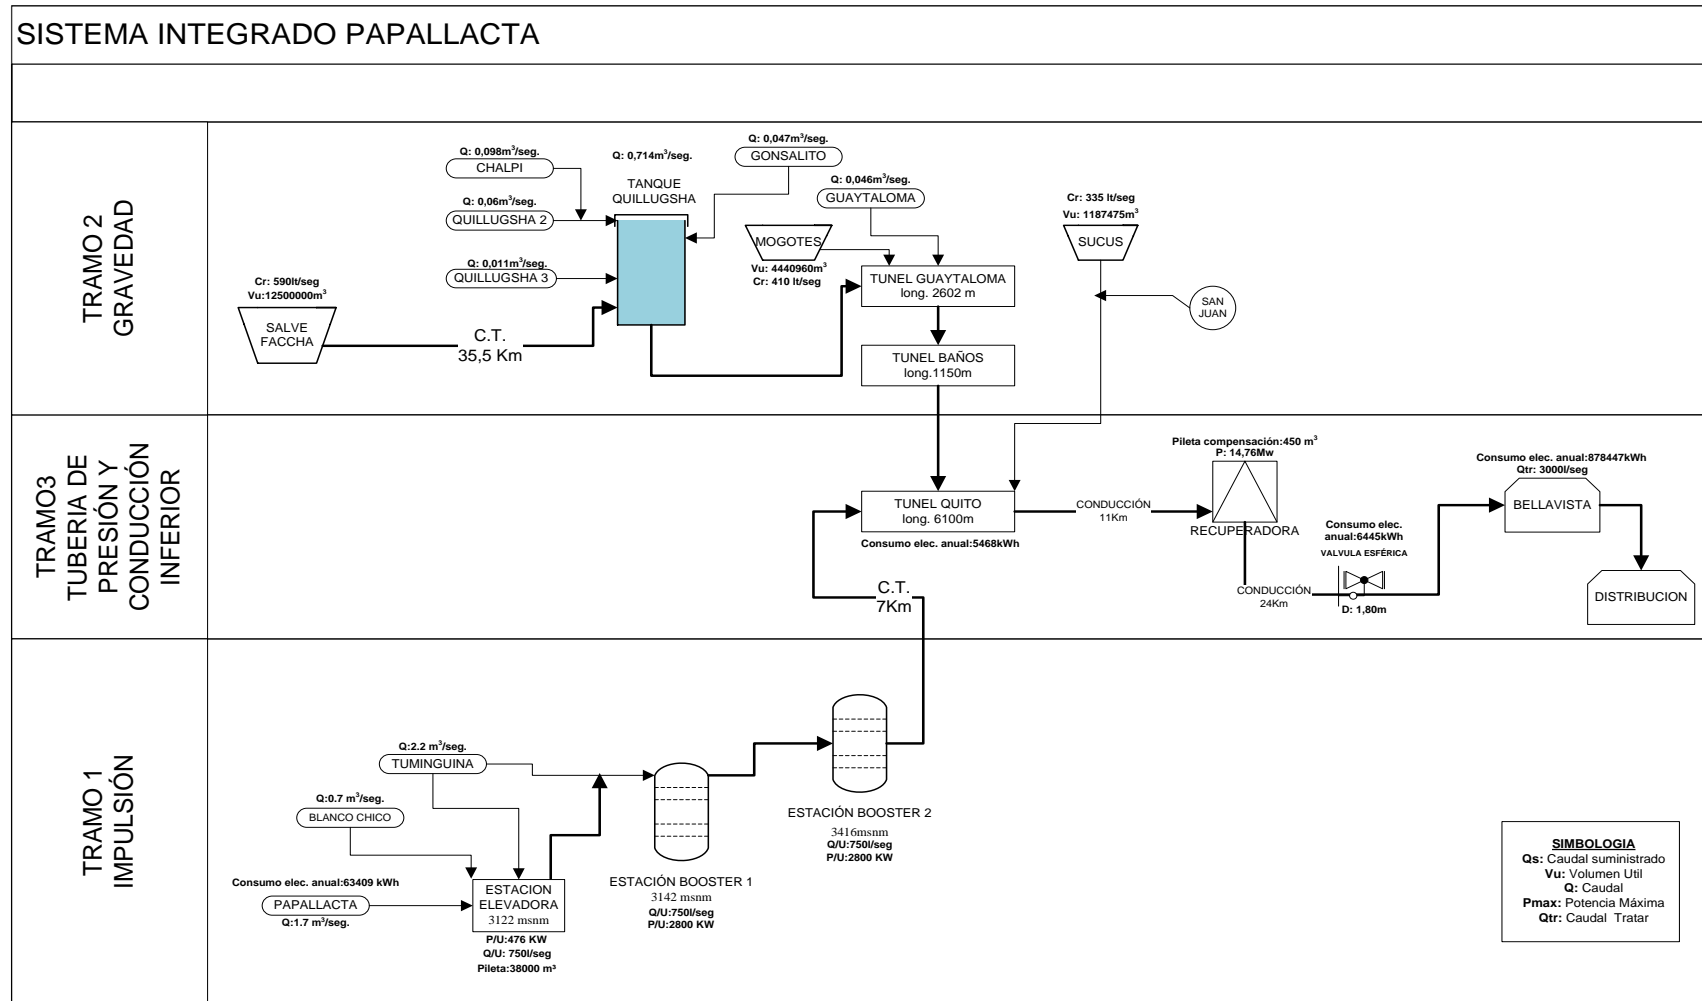 SISTEMA INTEGRADO PAPALLACTA
TRAMO 2
GRAVEDAD
Q: 0,098m³/seg.
CHALPI
Q: 0,06m³/seg.
QUILLUGSHA 2
Q: 0,011m³/seg.
QUILLUGSHA 3
Q: 0,714m³/seg.
TANQUE
QUILLUGSHA
Q: 0,047m³/seg.
GONSALITO
Q: 0,046m³/seg.
GUAYTALOMA
MOGOTES
Vu: 4440960m³
Cr: 410 lt/seg
Cr: 335 lt/seg
Vu: 1187475m³
SUCUS
SAN
JUAN
Cr: 590lt/seg
Vu:12500000m³
SALVE
FACCHA
C.T.
35,5 Km
TUNEL GUAYTALOMA
long. 2602 m
TUNEL BAÑOS
long.1150m
TRAMO3
TUBERIA DE
PRESIÓN Y
CONDUCCIÓN
INFERIOR
TUNEL QUITO
long. 6100m
Consumo elec. anual:5468kWh
C.T.
7Km
CONDUCCIÓN
11Km
Pileta compensación:450 m³
P: 14,76Mw
RECUPERADORA
CONDUCCIÓN
24Km
Consumo elec.
anual:6445kWh
VALVULA ESFÉRICA
D: 1,80m
Consumo elec. anual:878447kWh
Qtr: 3000l/seg
BELLAVISTA
DISTRIBUCION
TRAMO 1
IMPULSIÓN
Q:2.2 m³/seg.
TUMINGUINA
Q:0.7 m³/seg.
BLANCO CHICO
Consumo elec. anual:63409 kWh
PAPALLACTA
Q:1.7 m³/seg.
ESTACION
ELEVADORA
3122 msnm
P/U:476 KW
Q/U: 750l/seg
Pileta:38000 m³
ESTACIÓN BOOSTER 1
3142 msnm
Q/U:750l/seg
P/U:2800 KW
ESTACIÓN BOOSTER 2
3416msnm
Q/U:750l/seg
P/U:2800 KW
SIMBOLOGIA
Qs: Caudal suministrado
Vu: Volumen Util
Q: Caudal
Pmax: Potencia Máxima
Qtr: Caudal Tratar